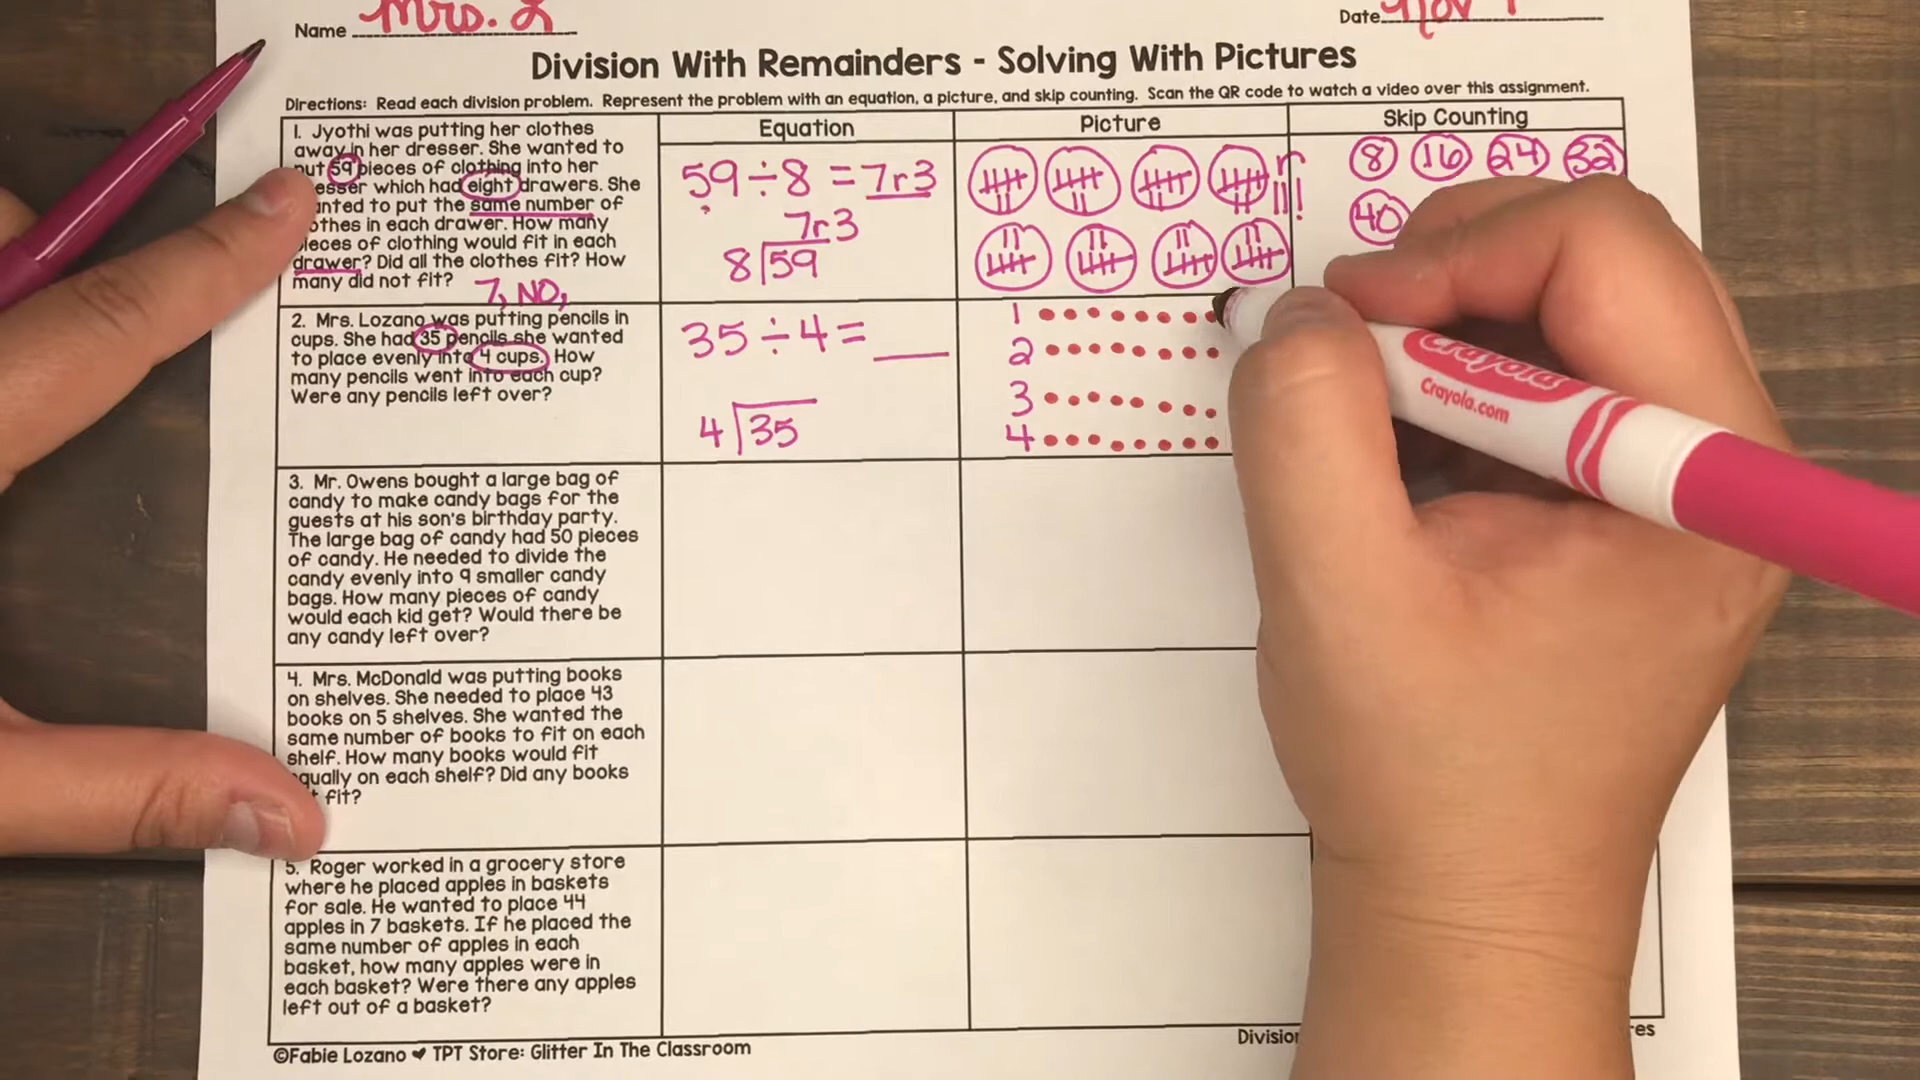 Name Mrs. L
Date Nov
Division With Remainders - Solving With Pictures
Directions: Read each division problem. Represent the problem with an equation, a picture, and skip counting. Scan the QR code to watch a video over this assignment.
Equation
Picture
Skip Counting
1. Jyothi was putting her clothes
away in her dresser. She wanted to
put 59 pieces of clothing into her
esser which had eight drawers. She
anted to put the same number of
othes in each drawer. How many
ieces of clothing would fit in each
drawer? Did all the clothes fit? How
many did not fit?
7, NO,
59÷8 = 7r3
7r3
8 59
r
3!
8 16 24 32
40
2. Mrs. Lozano was putting pencils in
cups. She had 35 pencils she wanted
to place evenly into 4 cups. How
many pencils went into each cup?
Were any pencils left over?
35÷4=
4 35
1
2
3
4
3. Mr. Owens bought a large bag of
candy to make candy bags for the
guests at his son's birthday party.
The large bag of candy had 50 pieces
of candy. He needed to divide the
candy evenly into 9 smaller candy
bags. How many pieces of candy
would each kid get? Would there be
any candy left over?
4. Mrs. McDonald was putting books
on shelves. She needed to place 43
books on 5 shelves. She wanted the
same number of books to fit on each
shelf. How many books would fit
qually on each shelf? Did any books
t fit?
5. Roger worked in a grocery store
where he placed apples in baskets
for sale. He wanted to place 44
apples in 7 baskets. If he placed the
same number of apples in each
basket, how many apples were in
each basket? Were there any apples
left out of a basket?
©Fabie Lozano ♥ TPT Store: Glitter In The Classroom
Division
res
Crayola
Crayola.com